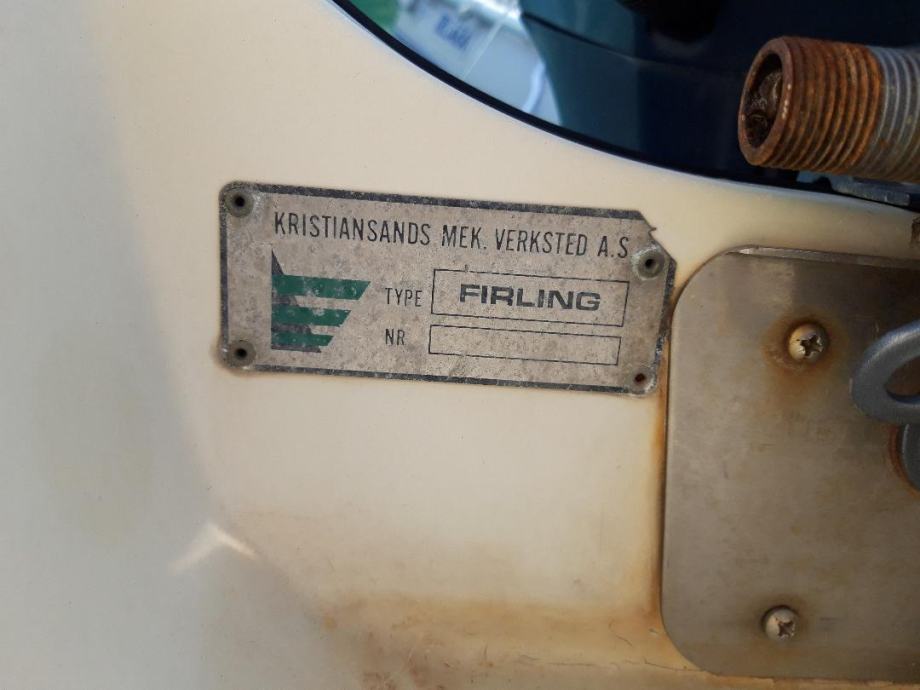 KRISTIANSANDS MEK. VERKSTED A.S
TYPE FIRLING
NR